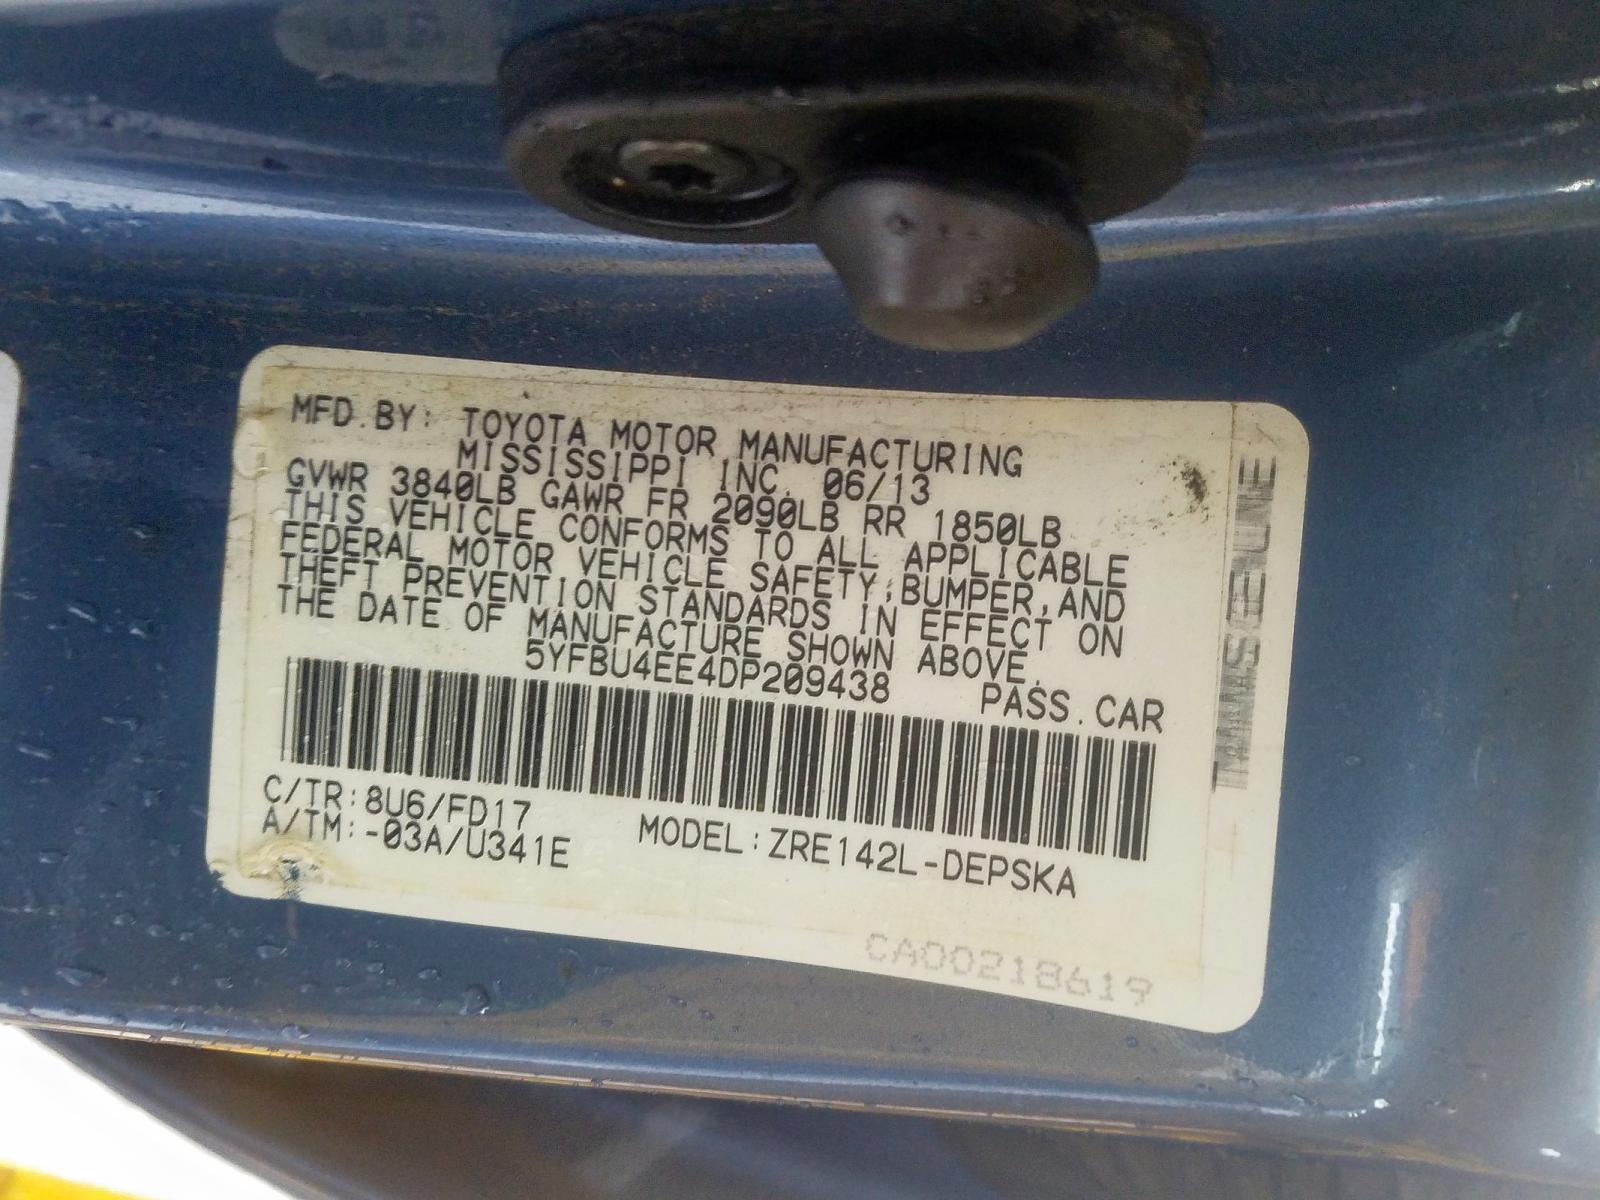 MFD.BY: TOYOTA MOTOR MANUFACTURING
MISSISSIPPI INC. 06/13
GVWR 3840LB GAWR FR 2090LB RR 1850LB
THIS VEHICLE CONFORMS TO ALL APPLICABLE
FEDERAL MOTOR VEHICLE SAFETY,BUMPER,AND
THEFT PREVENTION STANDARDS IN EFFECT ON
THE DATE OF MANUFACTURE SHOWN ABOVE.
5YFBU4EE4DP209438 PASS.CAR
C/TR:8U6/FD17
A/TM:-03A/U341E MODEL:ZRE142L-DEPSKA
CA00218619